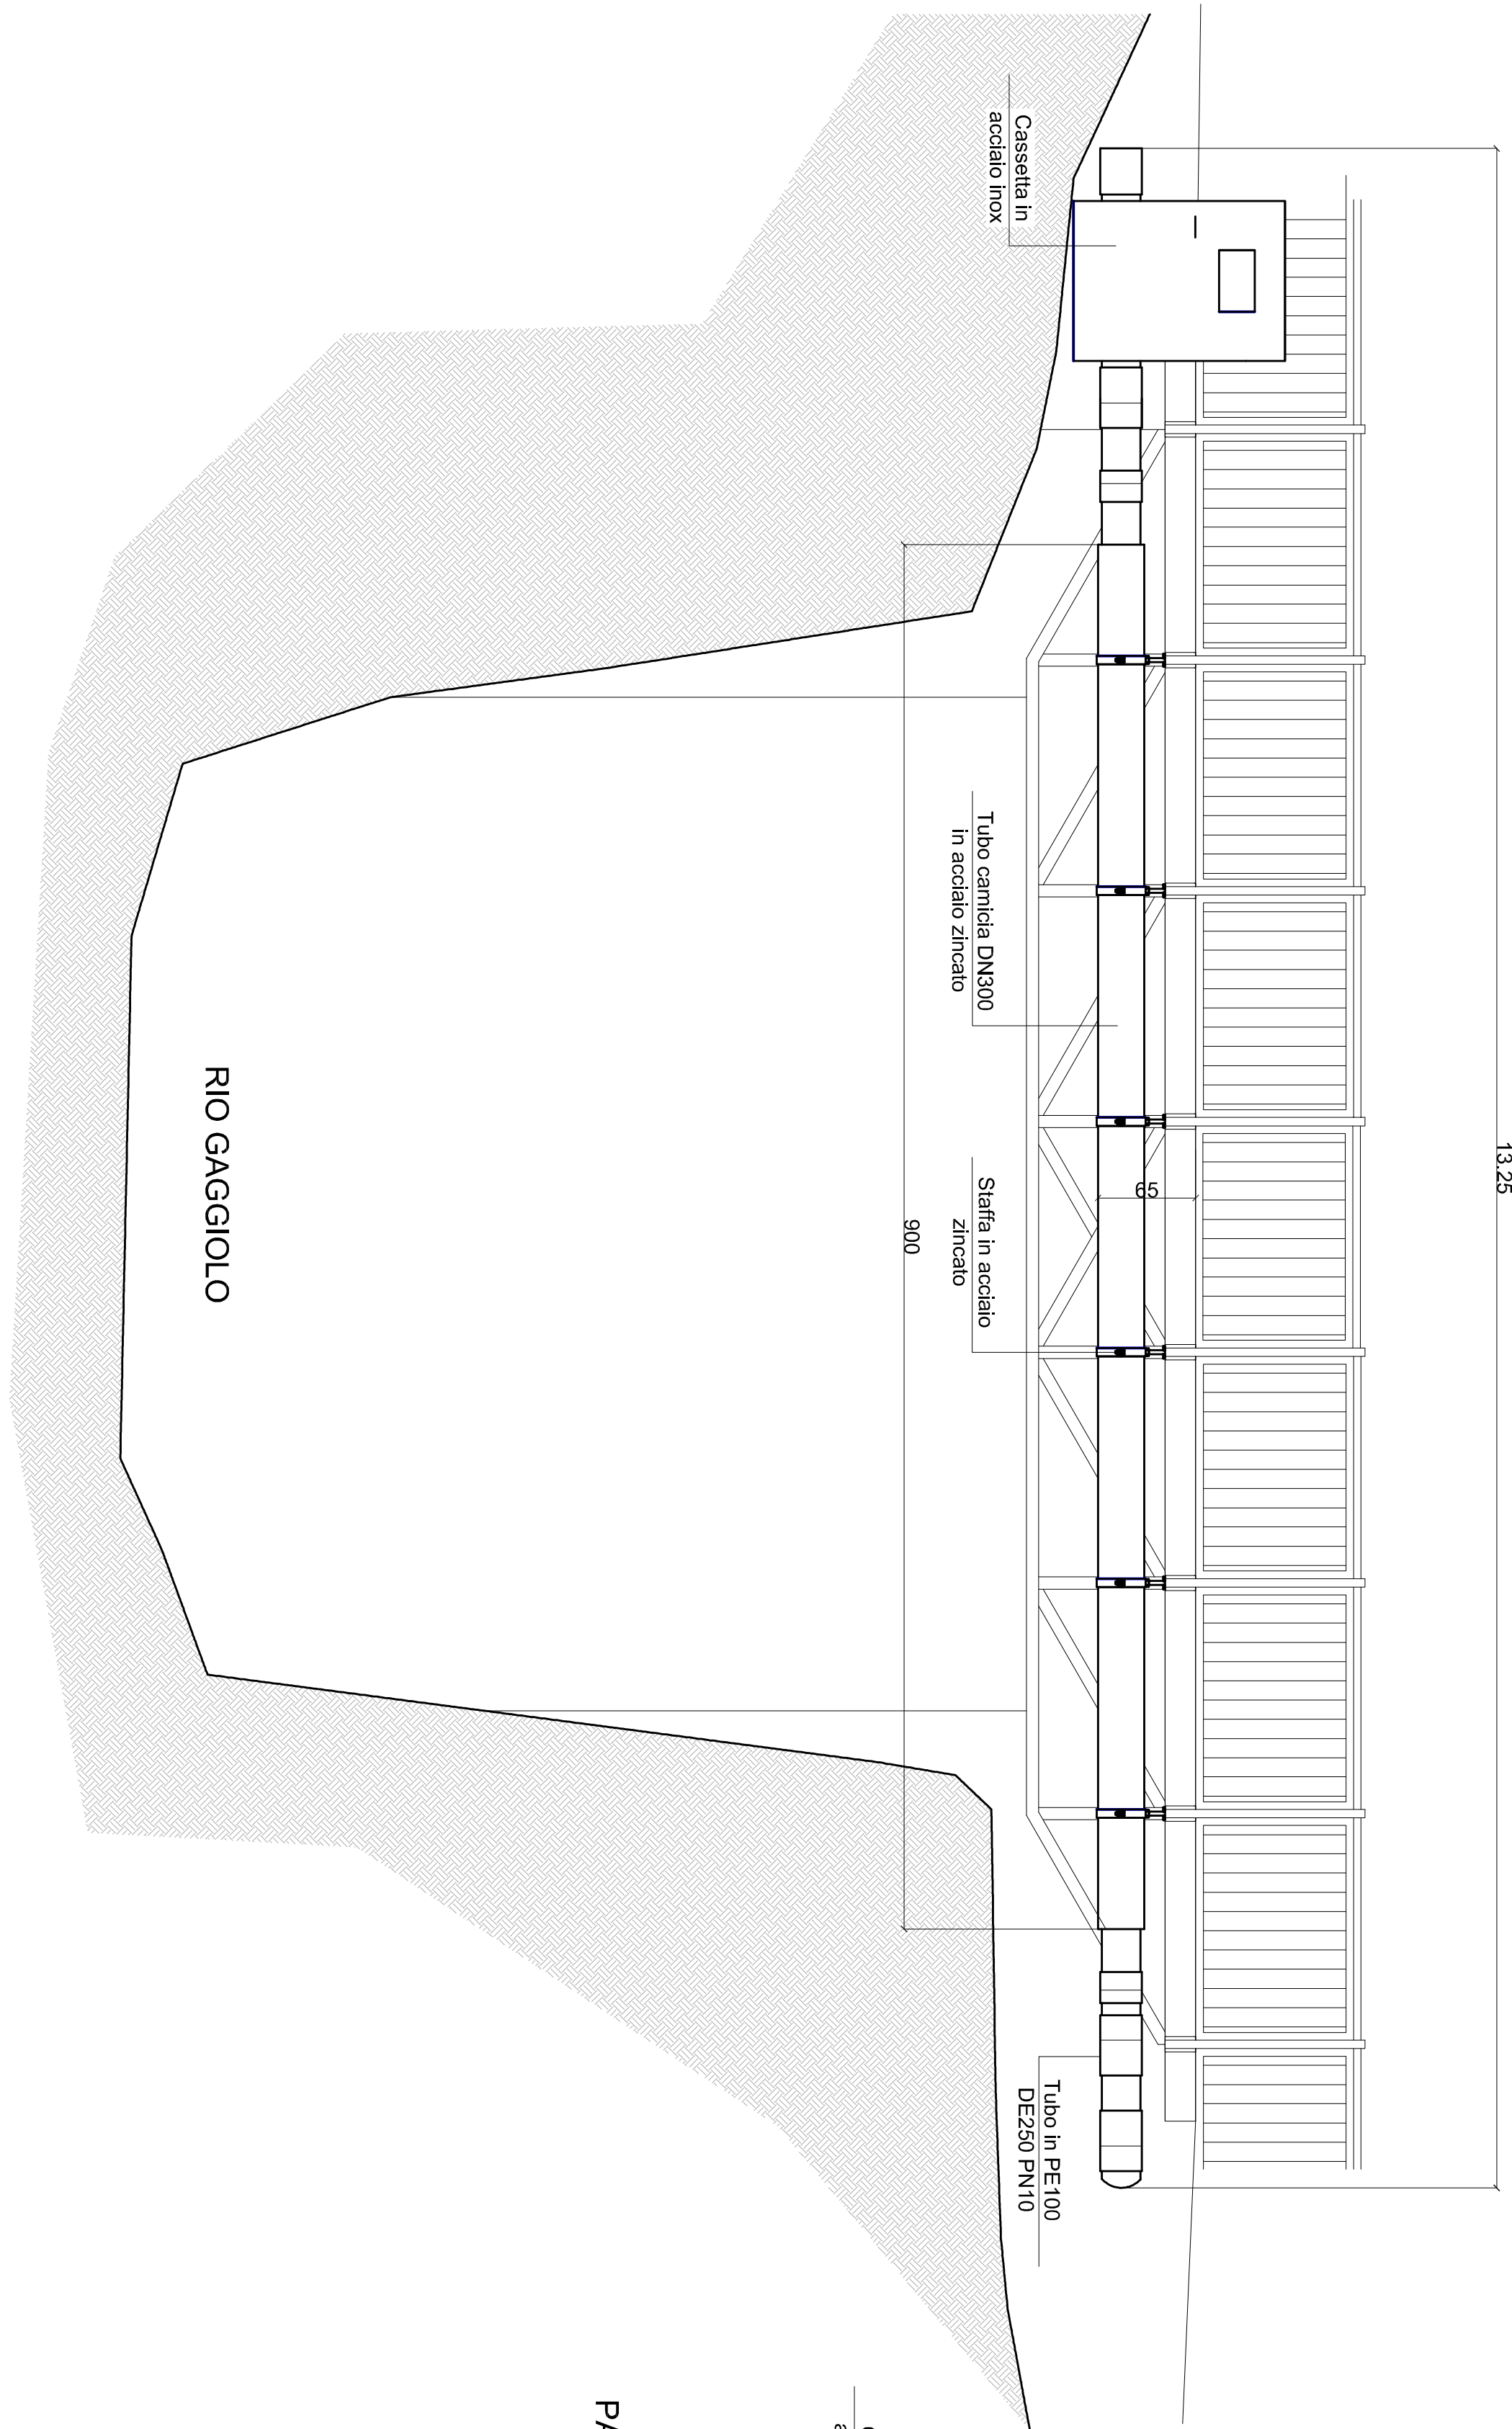 13.25
Cassetta in
acciaio inox
65
Tubo camicia DN300
in acciaio zincato
Staffa in acciaio
zincato
Tubo in PE100
DE250 PN10
900
RIO GAGGIOLO
PA